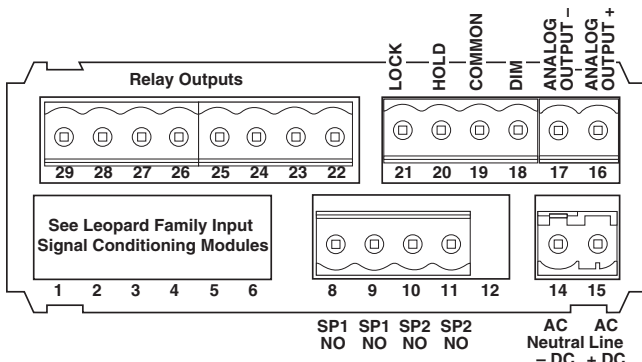 LOCK
HOLD
COMMON
DIM
ANALOG
OUTPUT –
ANALOG
OUTPUT +
Relay Outputs
29 28 27 26 25 24 23 22
21 20 19 18 17 16
See Leopard Family Input
Signal Conditioning Modules
1 2 3 4 5 6
8 9 10 11 12
14 15
SP1 SP1 SP2 SP2
NO NO NO NO
AC AC
Neutral Line
– DC + DC